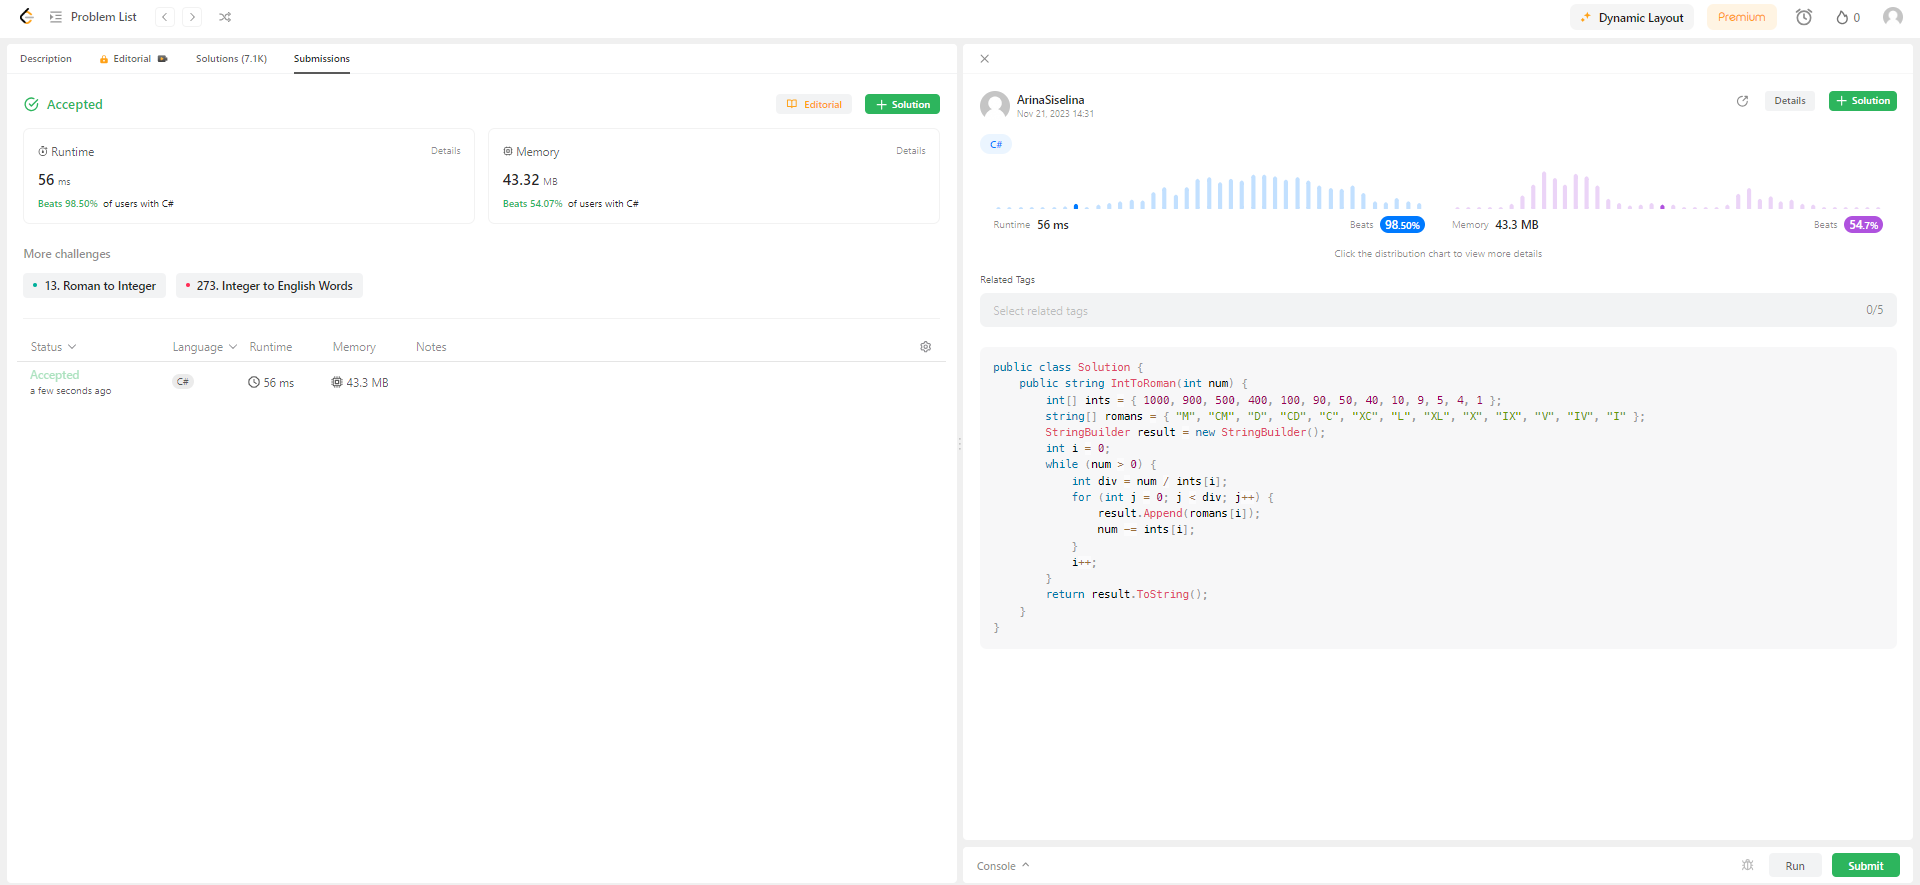 Problem List
Dynamic Layout
Premium
0
Description
Editorial
Solutions (7.1K)
Submissions
Accepted
Editorial
+ Solution
Runtime
Details
56 ms
Beats 98.50% of users with C#
Memory
Details
43.32 MB
Beats 54.07% of users with C#
More challenges
13. Roman to Integer
273. Integer to English Words
Status
Language
Runtime
Memory
Notes
Accepted
a few seconds ago
C#
56 ms
43.3 MB
ArinaSiselina
Nov 21, 2023 14:31
Details
+ Solution
C#
Runtime 56 ms
Beats 98.50%
Memory 43.3 MB
Beats 54.7%
Click the distribution chart to view more details
Related Tags
Select related tags
0/5
public class Solution {
public string IntToRoman(int num) {
int[] ints = { 1000, 900, 500, 400, 100, 90, 50, 40, 10, 9, 5, 4, 1 };
string[] romans = { "M", "CM", "D", "CD", "C", "XC", "L", "XL", "X", "IX", "V", "IV", "I" };
StringBuilder result = new StringBuilder();
int i = 0;
while (num > 0) {
int div = num / ints[i];
for (int j = 0; j < div; j++) {
result.Append(romans[i]);
num -= ints[i];
}
i++;
}
return result.ToString();
}
}
Console
Run
Submit